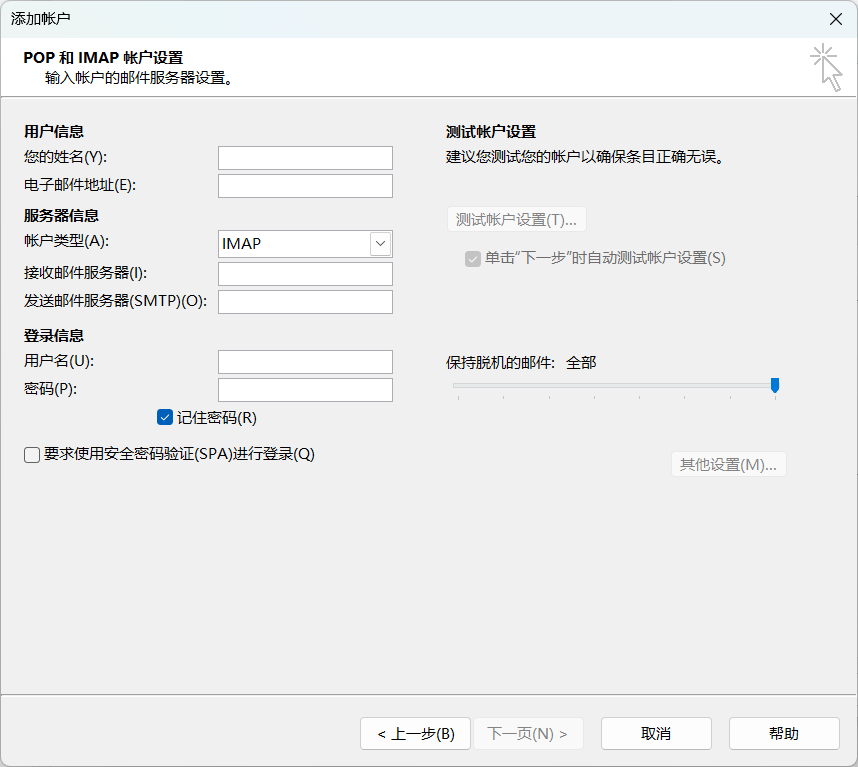 添加帐户
POP 和 IMAP 帐户设置
输入帐户的邮件服务器设置。
用户信息
您的姓名(Y):
电子邮件地址(E):
服务器信息
帐户类型(A):
IMAP
接收邮件服务器(I):
发送邮件服务器(SMTP)(O):
登录信息
用户名(U):
密码(P):
记住密码(R)
要求使用安全密码验证(SPA)进行登录(Q)
测试帐户设置
建议您测试您的帐户以确保条目正确无误。
测试帐户设置(T)...
单击“下一步”时自动测试帐户设置(S)
保持脱机的邮件: 全部
其他设置(M)...
< 上一步(B)
下一页(N) >
取消
帮助